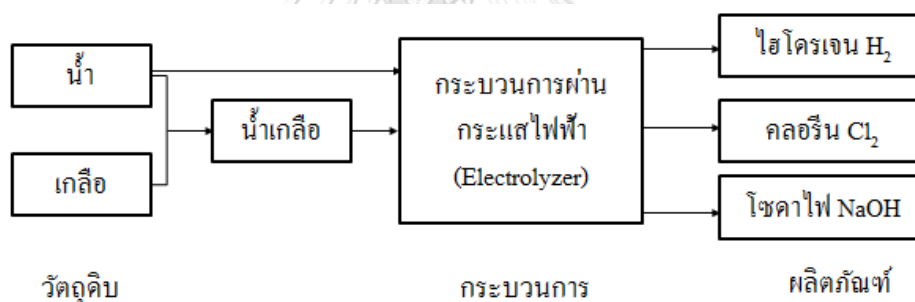 น้ำ
เกลือ
น้ำเกลือ
กระบวนการผ่าน
กระแสไฟฟ้า
(Electrolyzer)
ไฮโดรเจน H₂
คลอรีน Cl₂
โซดาไฟ NaOH
วัตถุดิบ
กระบวนการ
ผลิตภัณฑ์